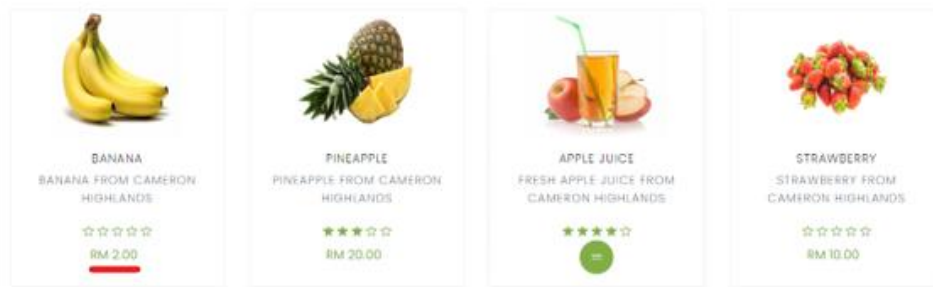 BANANA
BANANA FROM CAMERON
HIGHLANDS
RM 2.00
PINEAPPLE
PINEAPPLE FROM CAMERON
HIGHLANDS
RM 20.00
APPLE JUICE
FRESH APPLE JUICE FROM
CAMERON HIGHLANDS
STRAWBERRY
STRAWBERRY FROM
CAMERON HIGHLANDS
RM 10.00